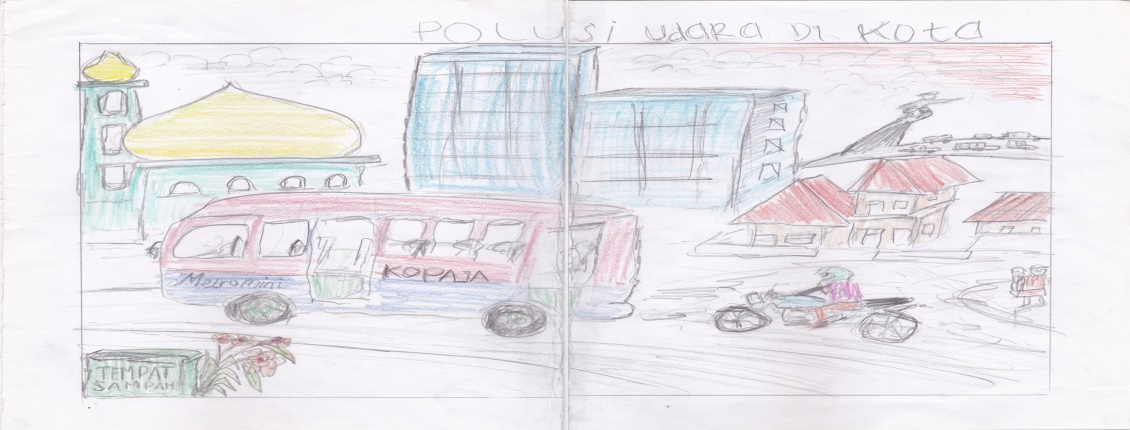 POLUSi UDARA Di KOtA
Metromini
KOPAJA
TEMPAT
SAMPAH